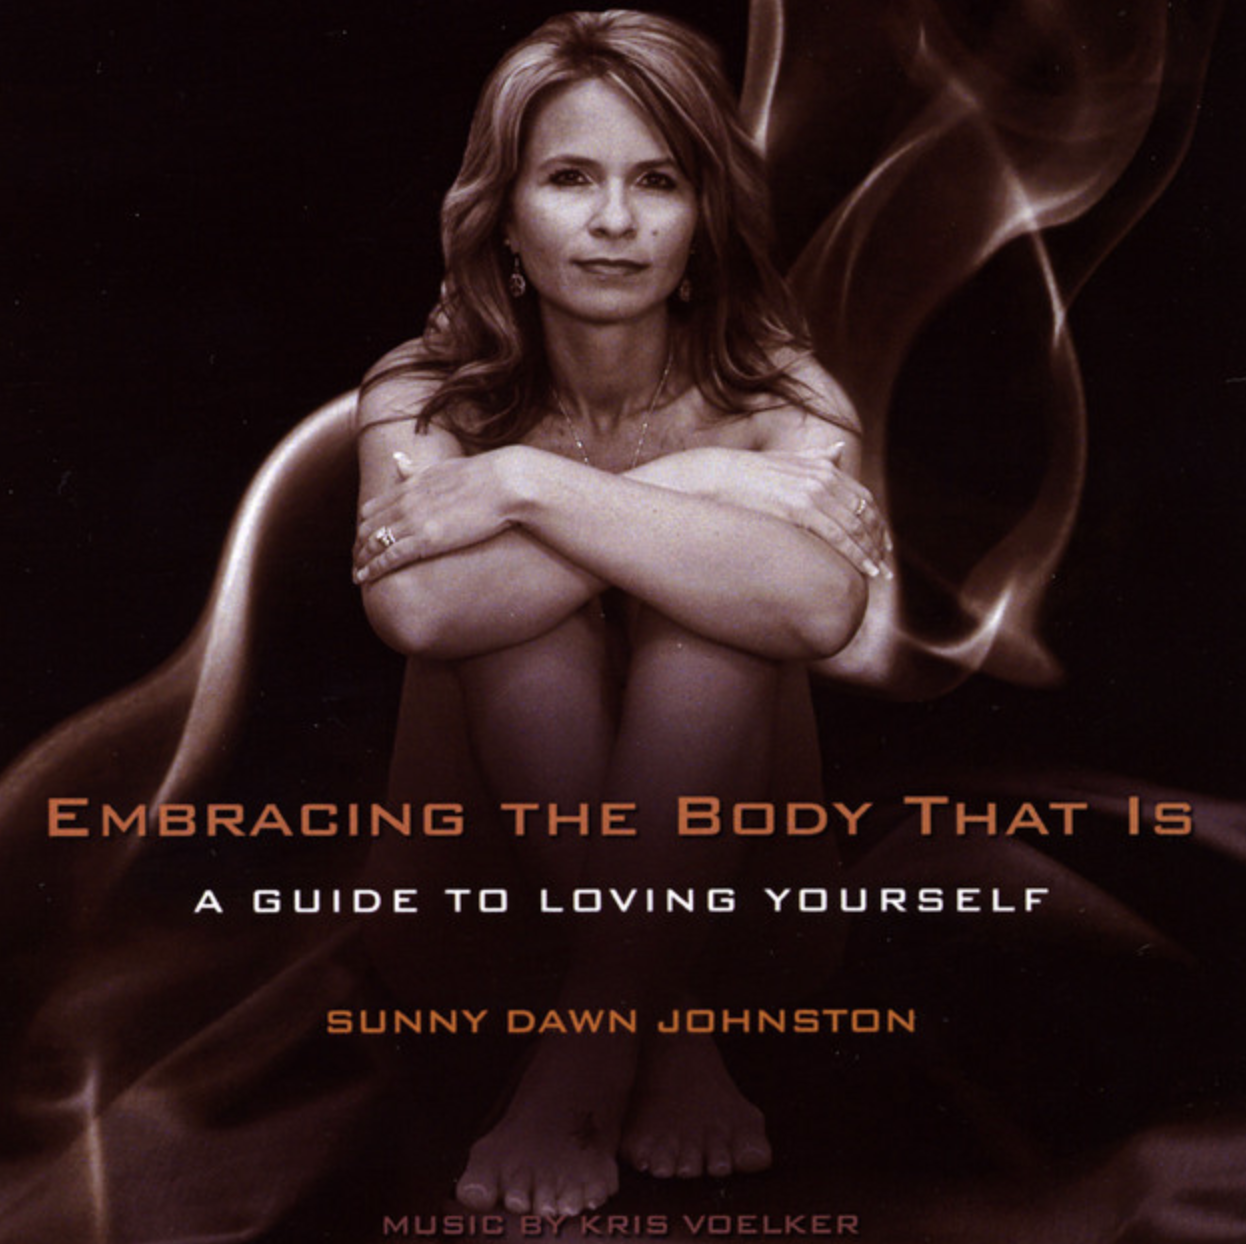 Embracing the Body That Is
A GUIDE TO LOVING YOURSELF
SUNNY DAWN JOHNSTON
MUSIC BY KRIS VOELKER